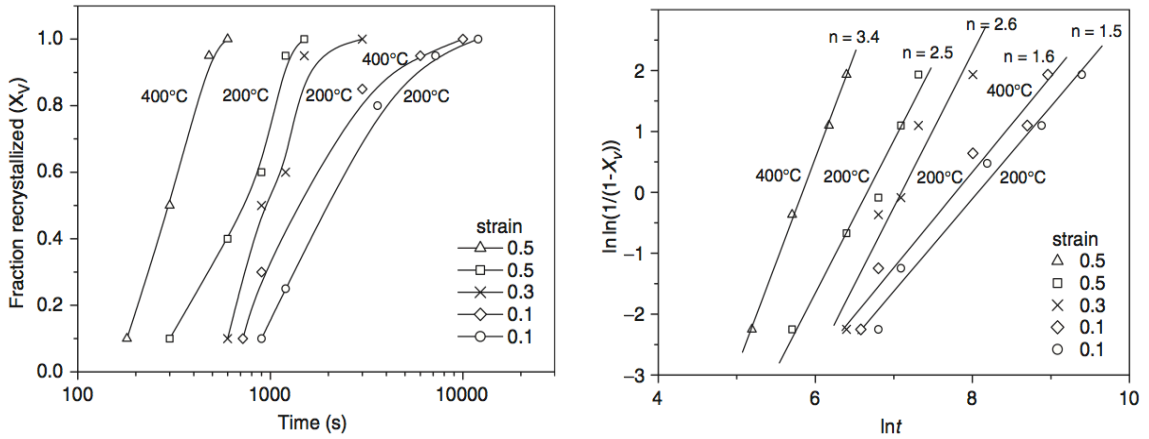 Fraction recrystallized (X_V)
1.0
0.8
0.6
0.4
0.2
0.0
400°C
200°C
200°C
400°C
200°C
strain
0.5
0.5
0.3
0.1
0.1
100
1000
10000
Time (s)
ln ln(1/(1-X_v))
2
1
0
−1
−2
−3
n = 3.4
n = 2.5
n = 2.6
n = 1.6
n = 1.5
400°C
400°C
200°C
200°C
200°C
strain
0.5
0.5
0.3
0.1
0.1
4
6
8
10
lnt